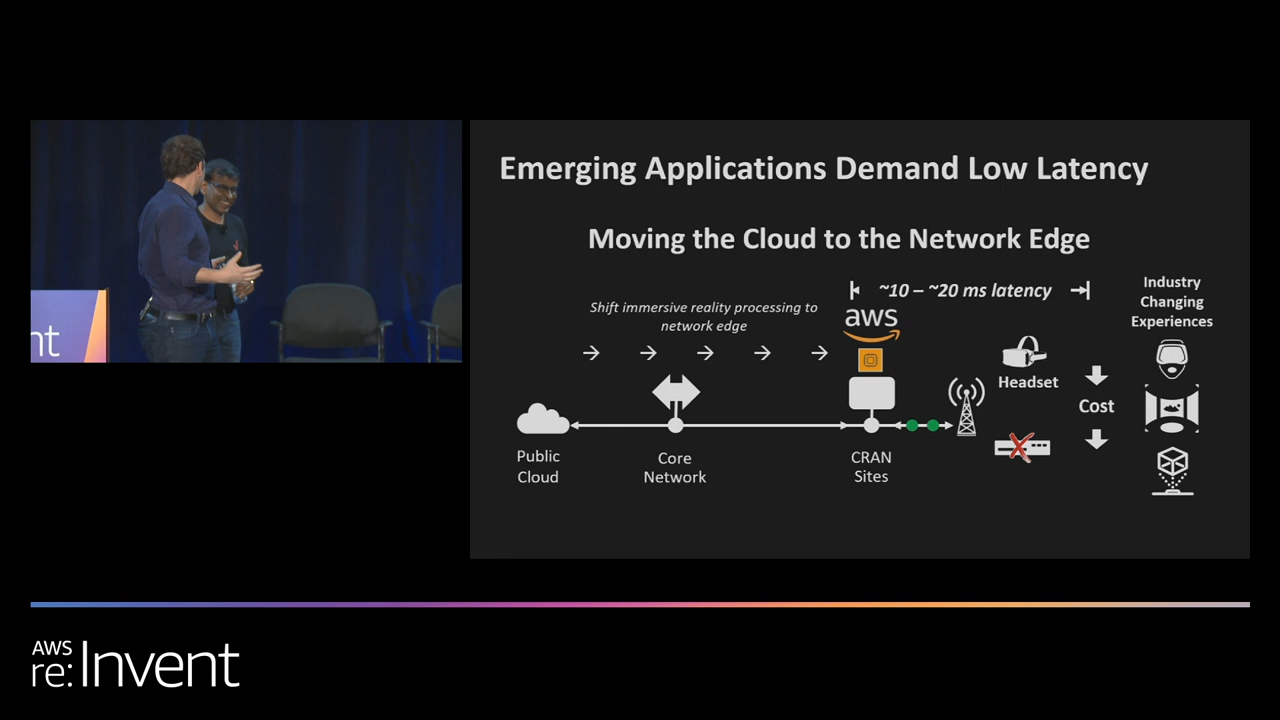 Emerging Applications Demand Low Latency
Moving the Cloud to the Network Edge
Shift immersive reality processing to
network edge
~10 – ~20 ms latency
aws
Industry
Changing
Experiences
Headset
Cost
Public
Cloud
Core
Network
CRAN
Sites
nt
AWS
re:Invent